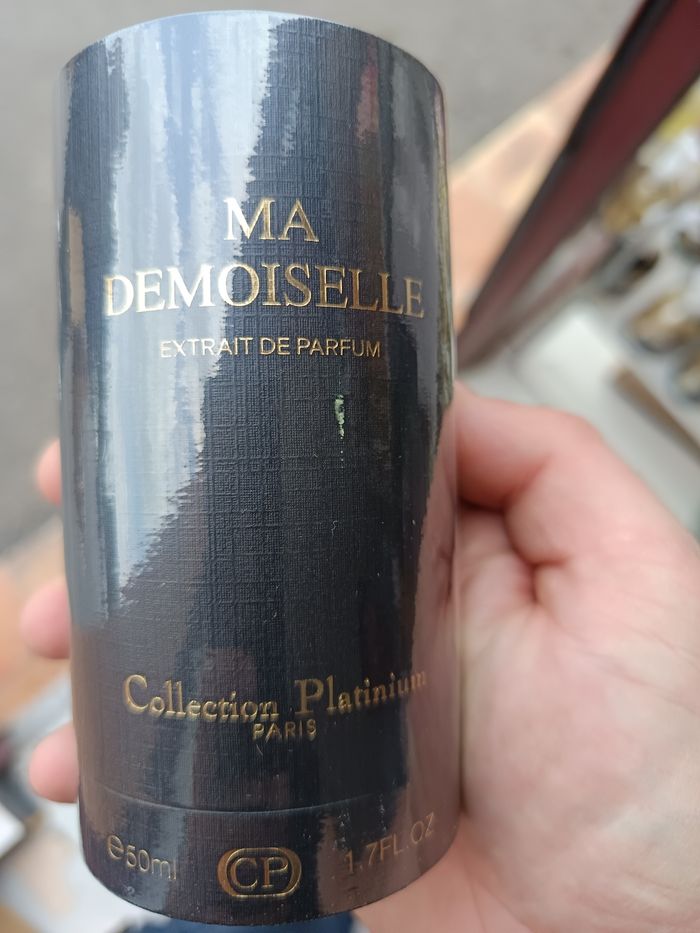 MA
DEMOISELLE
EXTRAIT DE PARFUM
Collection Platinium
PARIS
℮50ml CP 1.7FL.OZ